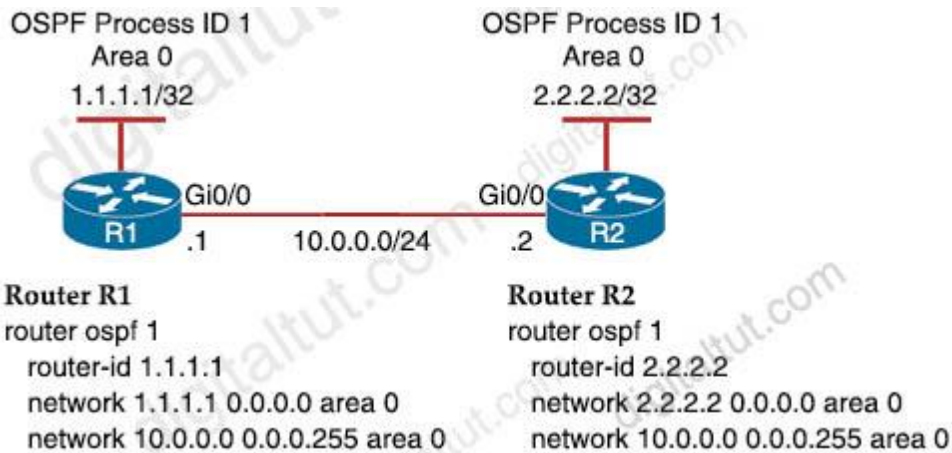 OSPF Process ID 1
Area 0
1.1.1.1/32
OSPF Process ID 1
Area 0
2.2.2.2/32
Gi0/0
Gi0/0
R1
R2
.1
10.0.0.0/24
.2
Router R1
router ospf 1
router-id 1.1.1.1
network 1.1.1.1 0.0.0.0 area 0
network 10.0.0.0 0.0.0.255 area 0
Router R2
router ospf 1
router-id 2.2.2.2
network 2.2.2.2 0.0.0.0 area 0
network 10.0.0.0 0.0.0.255 area 0
digitaltut.com
digitaltut.com